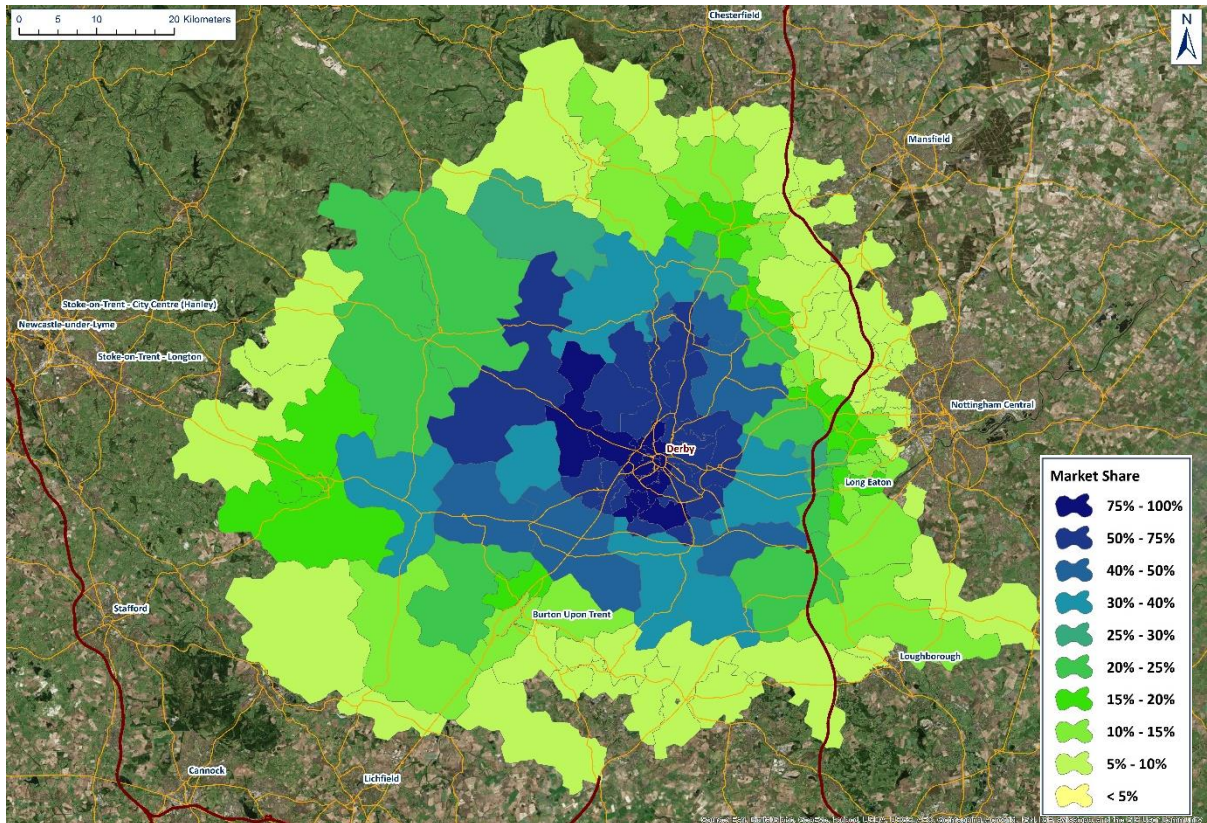 0 5 10 20 Kilometers
Chesterfield
N
Mansfield
Stoke-on-Trent - City Centre (Hanley)
Newcastle-under-Lyme
Stoke-on-Trent - Longton
Nottingham Central
Derby
Long Eaton
Market Share
75% - 100%
50% - 75%
40% - 50%
30% - 40%
25% - 30%
20% - 25%
15% - 20%
10% - 15%
5% - 10%
< 5%
Stafford
Burton Upon Trent
Loughborough
Cannock
Lichfield